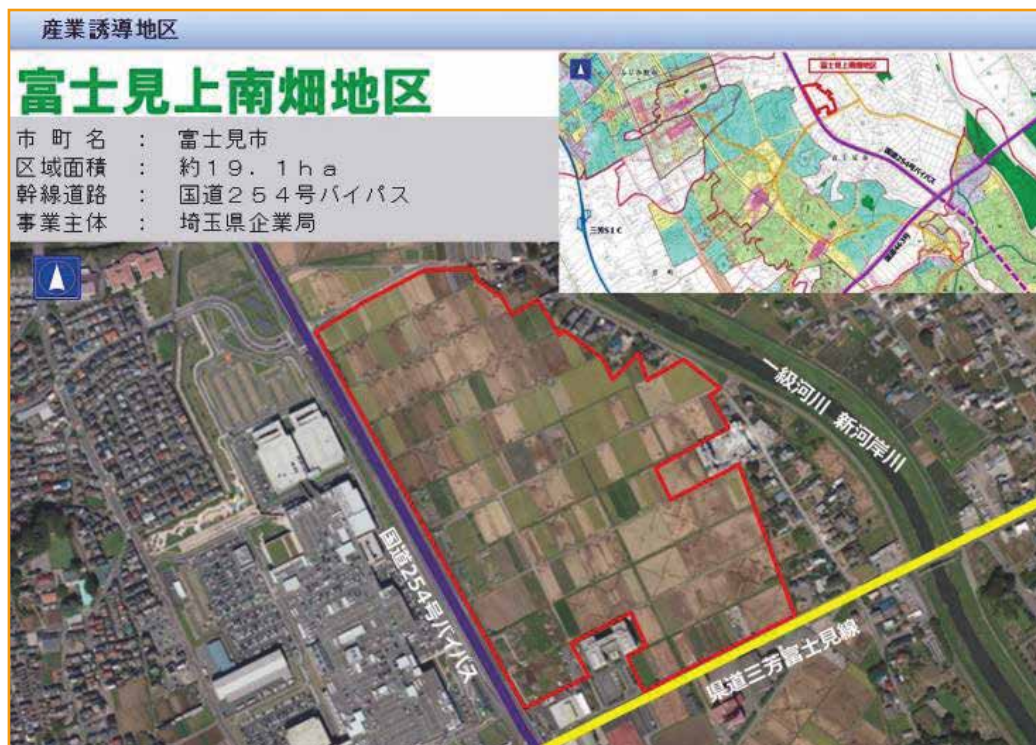 産業誘導地区
富士見上南畑地区
市町名 : 富士見市
区域面積 : 約19.1ha
幹線道路 : 国道254号バイパス
事業主体 : 埼玉県企業局
富士見上南畑地区
国道254号バイパス
三芳SIC
一級河川 新河岸川
国道254号バイパス
県道三芳富士見線